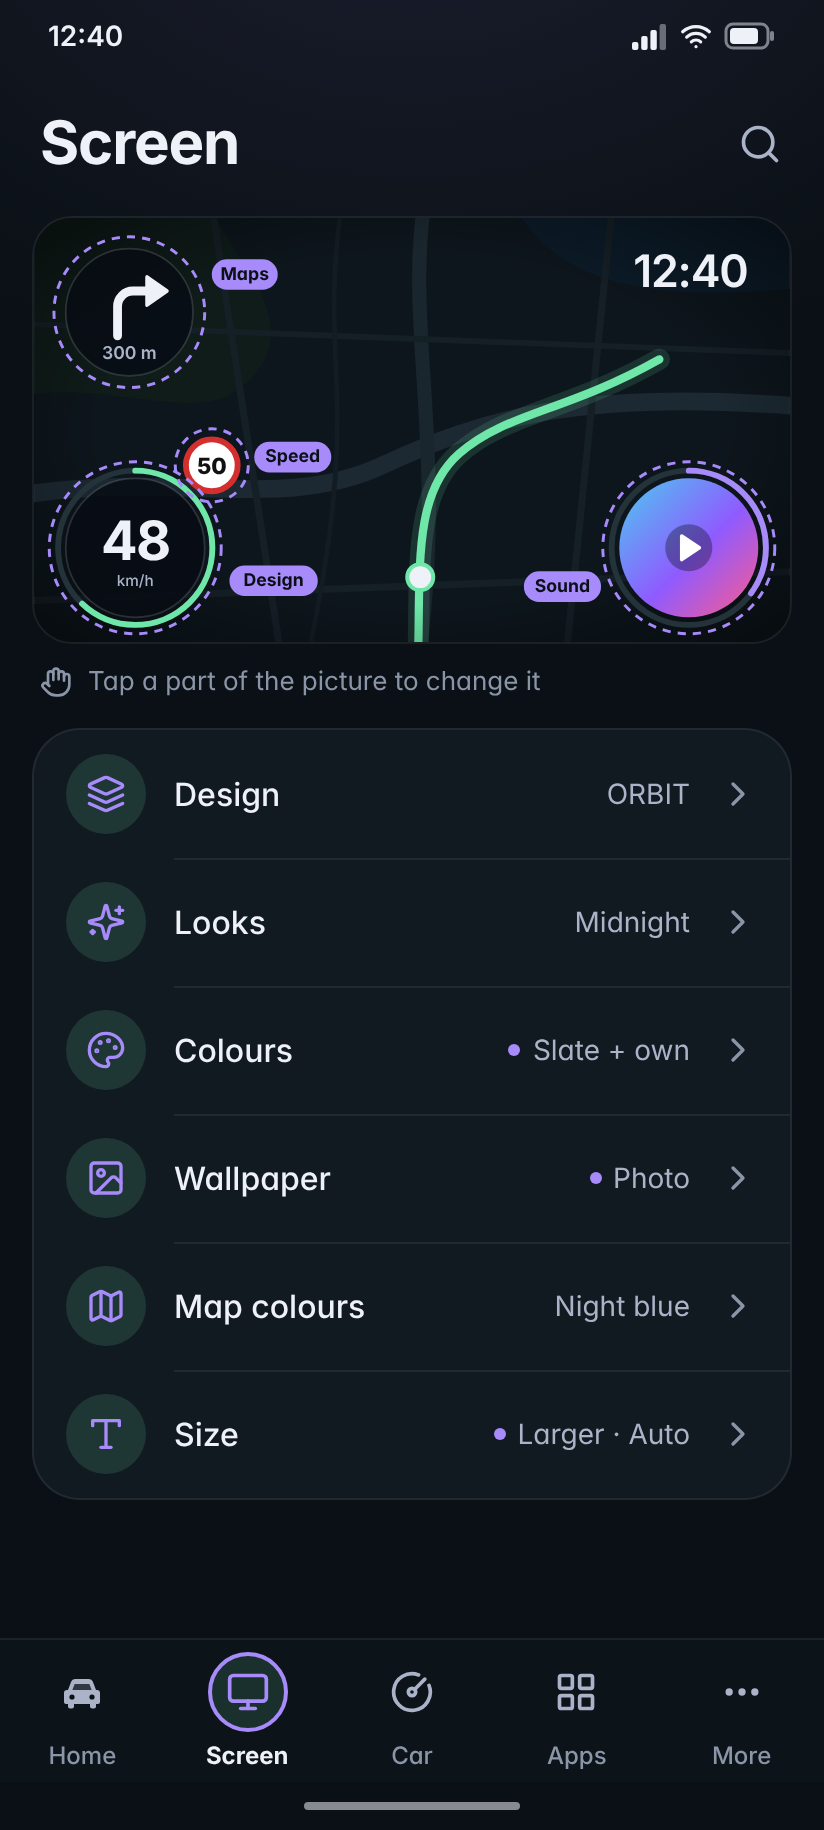 12:40
Screen
Maps
12:40
300 m
50
Speed
48
km/h
Design
Sound
Tap a part of the picture to change it
Design ORBIT
Looks Midnight
Colours Slate + own
Wallpaper Photo
Map colours Night blue
Size Larger · Auto
Home Screen Car Apps More